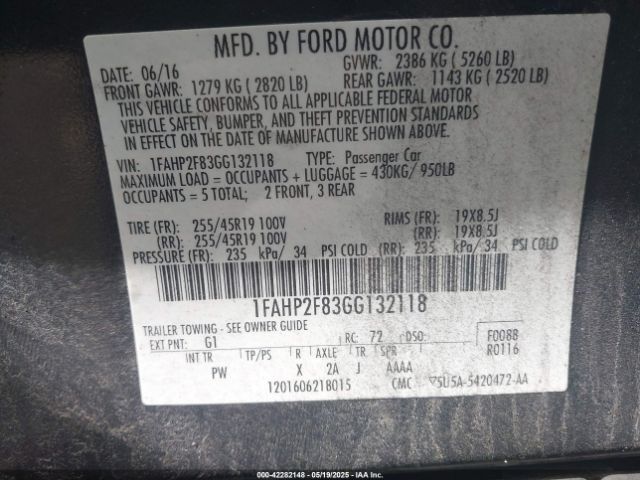 MFD. BY FORD MOTOR CO.
DATE: 06/16 GVWR: 2386 KG ( 5260 LB)
FRONT GAWR: 1279 KG ( 2820 LB) REAR GAWR: 1143 KG ( 2520 LB)
THIS VEHICLE CONFORMS TO ALL APPLICABLE FEDERAL MOTOR
VEHICLE SAFETY, BUMPER, AND THEFT PREVENTION STANDARDS
IN EFFECT ON THE DATE OF MANUFACTURE SHOWN ABOVE.
VIN: 1FAHP2F83GG132118 TYPE: Passenger Car
MAXIMUM LOAD = OCCUPANTS + LUGGAGE = 430KG/ 950LB
OCCUPANTS = 5 TOTAL; 2 FRONT, 3 REAR
TIRE (FR): 255/45R19 100V RIMS (FR): 19X8.5J
(RR): 255/45R19 100V (RR): 19X8.5J
PRESSURE (FR): 235 kPa/ 34 PSI COLD (RR): 235 kPa/ 34 PSI COLD
1FAHP2F83GG132118
TRAILER TOWING - SEE OWNER GUIDE
EXT PNT: G1 RC: 72 DSO: F0088
INT TR TP/PS R AXLE TR SPR R0116
PW X 2A J AAAA
1201606218015 CMC ▽5U5A-5420472-AA
000-42282148 - 05/19/2025 - ©IAA, Inc.